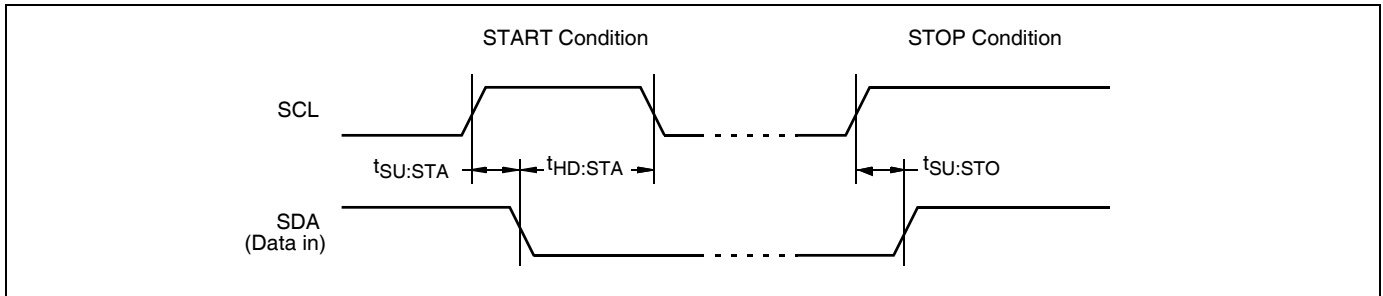 START Condition
STOP Condition
SCL
tSU:STA
tHD:STA
tSU:STO
SDA
(Data in)